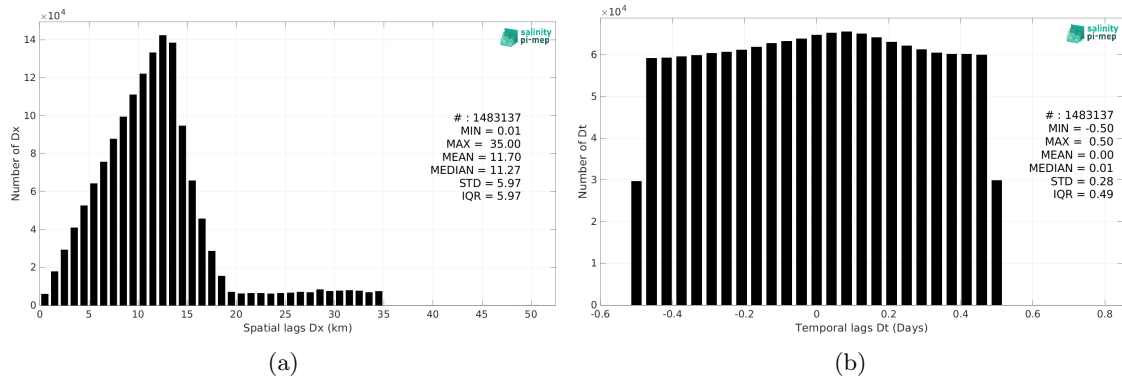 ×10⁴
14
12
10
8
6
4
2
0
Number of Dx
salinity
pi-mep
# : 1483137
MIN = 0.01
MAX = 35.00
MEAN = 11.70
MEDIAN = 11.27
STD = 5.97
IQR = 5.97
0 5 10 15 20 25 30 35 40 45 50
Spatial lags Dx (km)
(a)
×10⁴
6
5
4
3
2
1
0
Number of Dt
salinity
pi-mep
# : 1483137
MIN = -0.50
MAX = 0.50
MEAN = 0.00
MEDIAN = 0.01
STD = 0.28
IQR = 0.49
-0.6 -0.4 -0.2 0 0.2 0.4 0.6 0.8
Temporal lags Dt (Days)
(b)